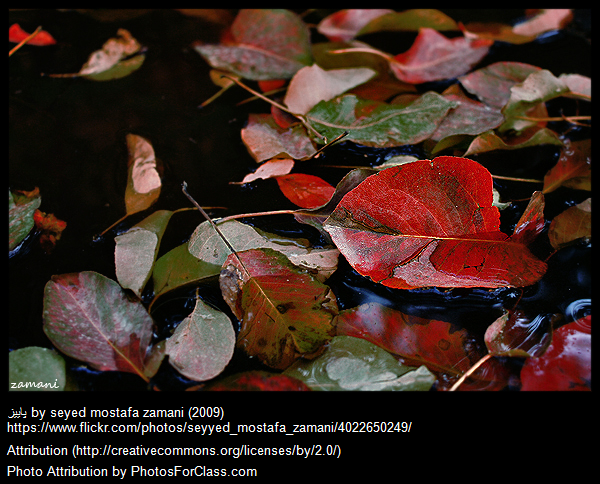 zamani
یاییز by seyed mostafa zamani (2009)
https://www.flickr.com/photos/seyyed_mostafa_zamani/4022650249/
Attribution (http://creativecommons.org/licenses/by/2.0/)
Photo Attribution by PhotosForClass.com